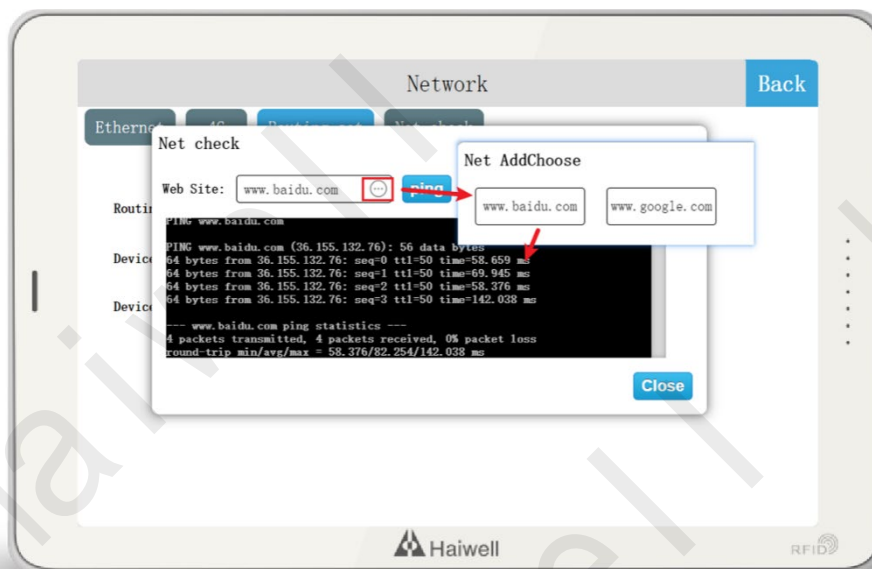 Network
Back
Ethernet
Net check
Net AddChoose
Web Site:
www.baidu.com
ping
www.baidu.com
www.google.com
PING www.baidu.com
PING www.baidu.com (36.155.132.76): 56 data bytes
64 bytes from 36.155.132.76: seq=0 ttl=50 time=58.659 ms
64 bytes from 36.155.132.76: seq=1 ttl=50 time=69.945 ms
64 bytes from 36.155.132.76: seq=2 ttl=50 time=58.376 ms
64 bytes from 36.155.132.76: seq=3 ttl=50 time=142.038 ms
--- www.baidu.com ping statistics ---
4 packets transmitted, 4 packets received, 0% packet loss
round-trip min/avg/max = 58.376/82.254/142.038 ms
Device
Device
Close
Haiwell
RFID